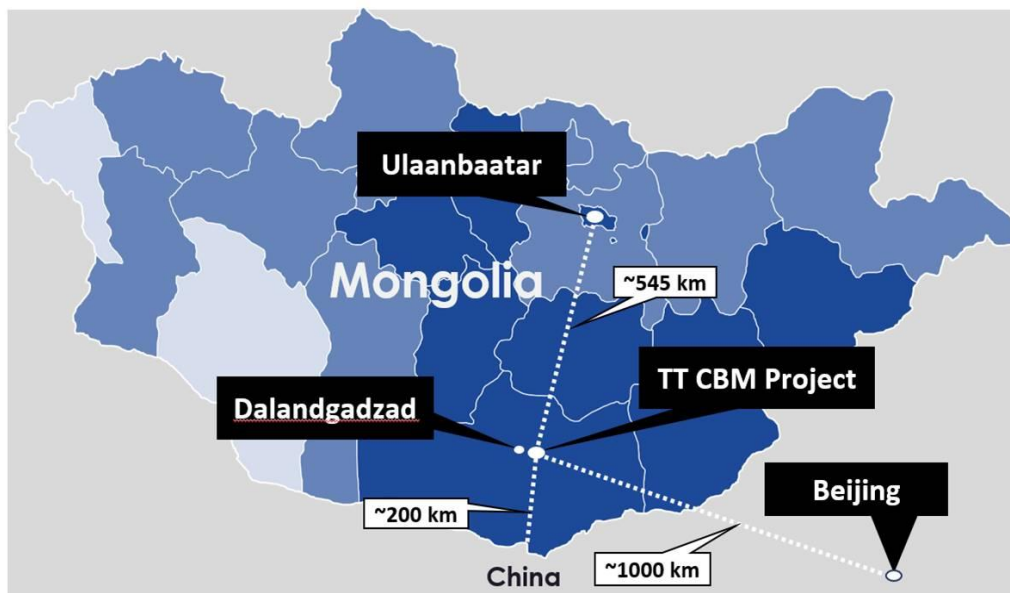 Ulaanbaatar
Mongolia
~545 km
TT CBM Project
Dalandgadzad
Beijing
~200 km
~1000 km
China